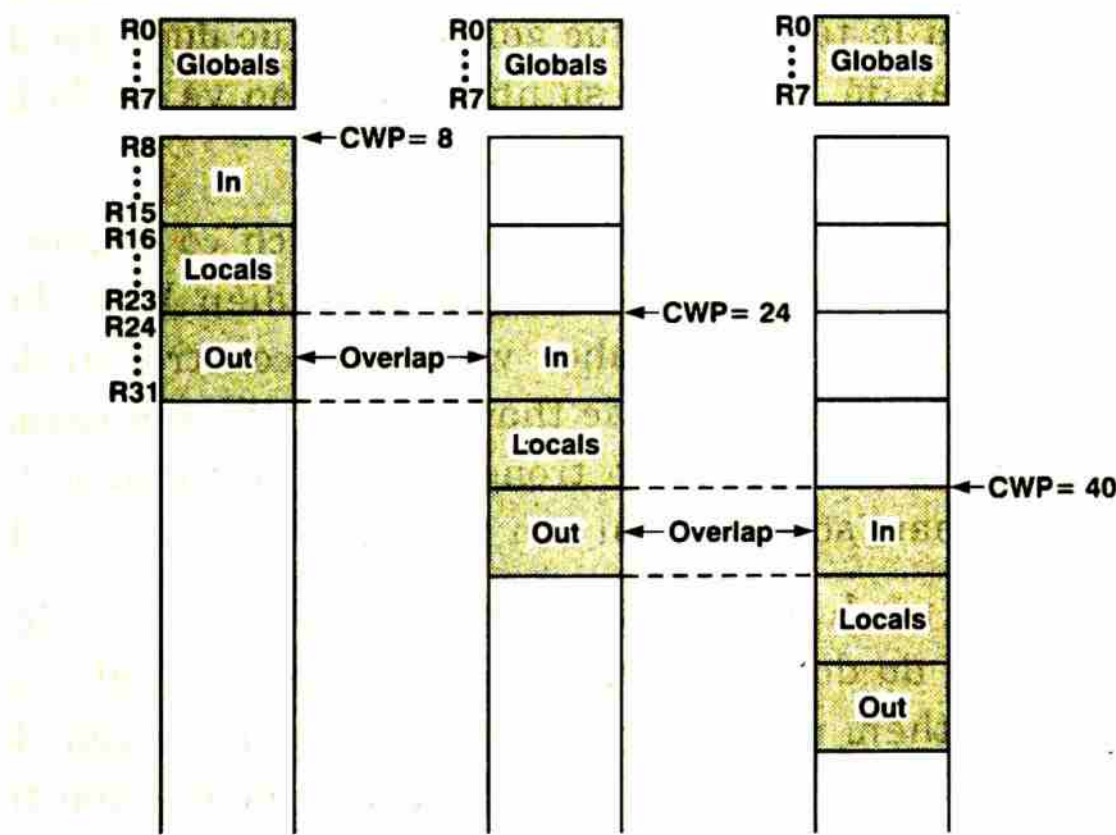 R0
R7
Globals
R0
R7
Globals
R0
R7
Globals
R8
R15
In
CWP= 8
R16
R23
Locals
CWP= 24
R24
R31
Out
Overlap
In
Locals
CWP= 40
Out
Overlap
In
Locals
Out